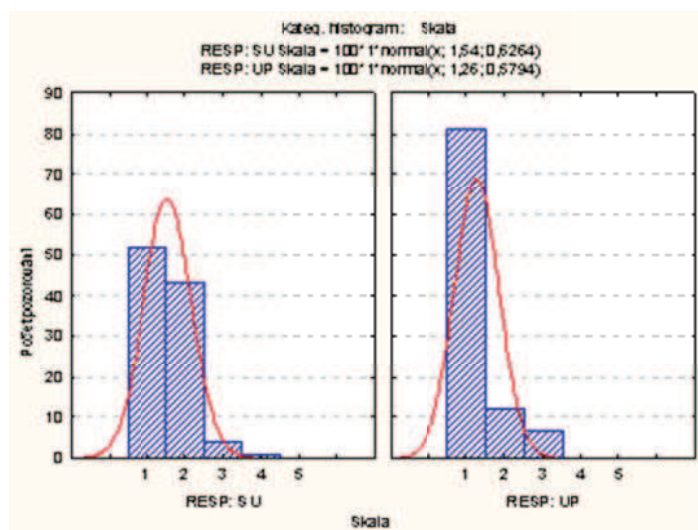 Kateg. histogram: Skala
RESP: SU Skala = 100*1*normal(x; 1,54; 0,6264)
RESP: UP Skala = 100*1*normal(x; 1,26; 0,5794)
90
80
70
60
50
40
30
20
10
0
Počet pozorování
1 2 3 4 5
RESP: SU
1 2 3 4 5
RESP: UP
Skala